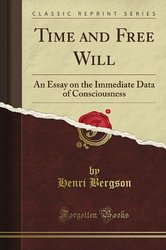 CLASSIC REPRINT SERIES
TIME AND FREE
WILL
An Essay on the Immediate Data
of Consciousness
by
Henri Bergson
Forgotten Books